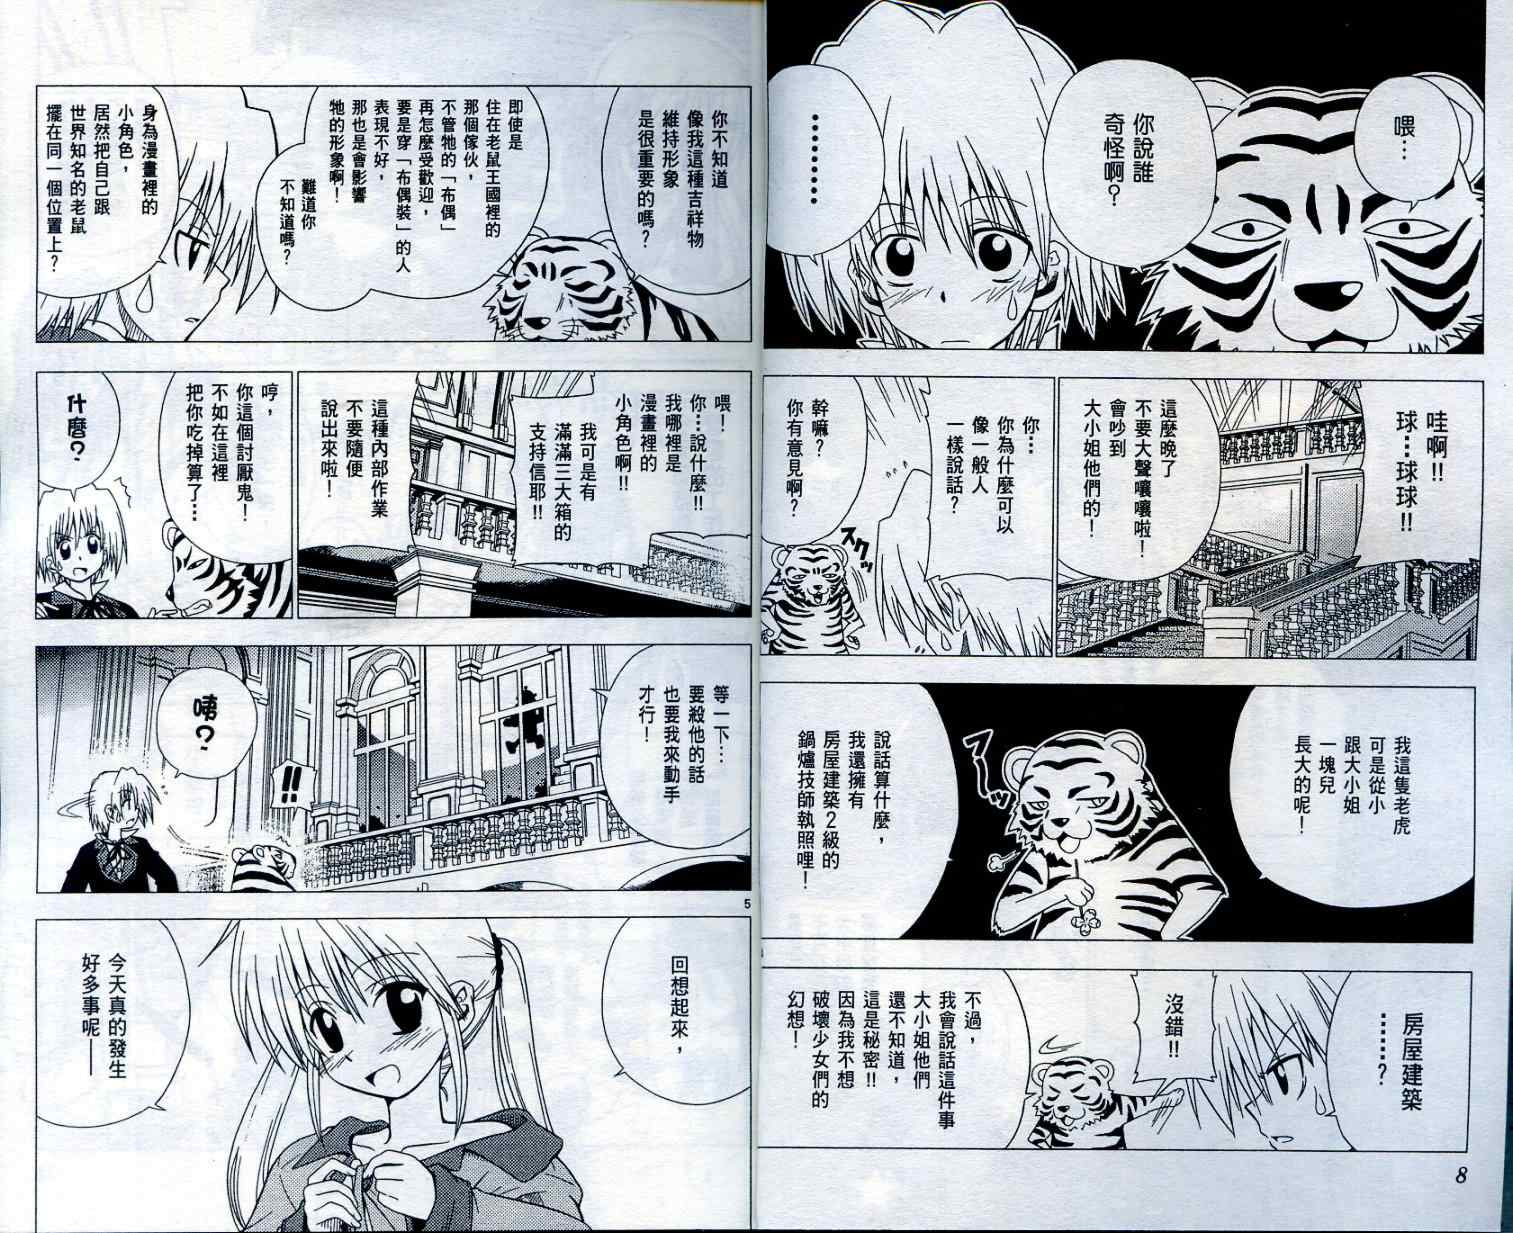 喂…
你說誰
奇怪啊?
………
哇啊!!
球…球球!!
這麼晚了
不要大聲嚷嚷啦!
會吵到
大小姐他們的!
你…
你為什麼可以
像一般人
一樣說話?
幹嘛?
你有意見啊?
スクッ
我這隻老虎
可是從小
跟大小姐
一塊兒
長大的呢!
フーッ
說話算什麼,
我還擁有
房屋建築2級的
鍋爐技師執照哩!
房屋建築
……?
沒錯!!
不過,
我會說話這件事
大小姐他們
還不知道,
這是秘密!!
因為我不想
破壞少女們的
幻想!
8
你不知道
像我這種吉祥物
維持形象
是很重要的嗎?
即使是
住在老鼠王國裡的
那個傢伙,
不管牠的「布偶」
再怎麼受歡迎,
要是穿「布偶裝」的人
表現不好,
那也是會影響
牠的形象啊!
難道你
不知道嗎?
身為漫畫裡的
小角色,
居然把自己跟
世界知名的老鼠
擺在同一個位置上?
喂!
你…說什麼!!
我哪裡是
漫畫裡的
小角色啊!!
我可是有
滿滿三大箱的
支持信耶!!
這種內部作業
不要隨便
說出來啦!
哼,
你這個討厭鬼!
不如在這裡
把你吃掉算了…
什麼?
等一下…
要殺他的話
也要我來動手
才行!
!!
咦?
5
回想起來,
今天真的發生
好多事呢——